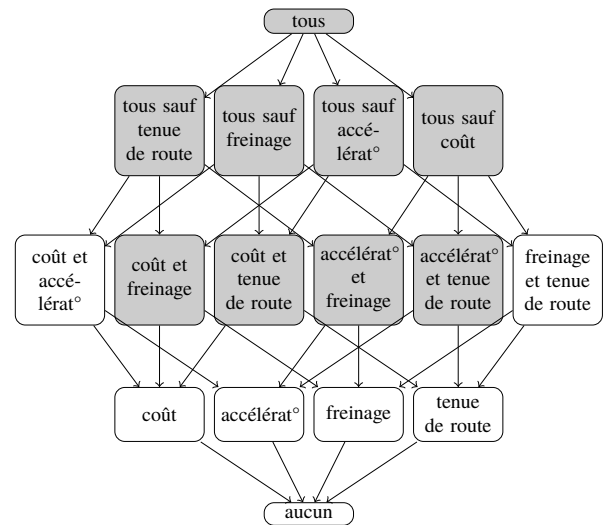 tous
tous sauf
tenue
de route
tous sauf
freinage
tous sauf
accé-
lérat°
tous sauf
coût
coût et
accé-
lérat°
coût et
freinage
coût et
tenue
de route
accélérat°
et
freinage
accélérat°
et tenue
de route
freinage
et tenue
de route
coût
accélérat°
freinage
tenue
de route
aucun